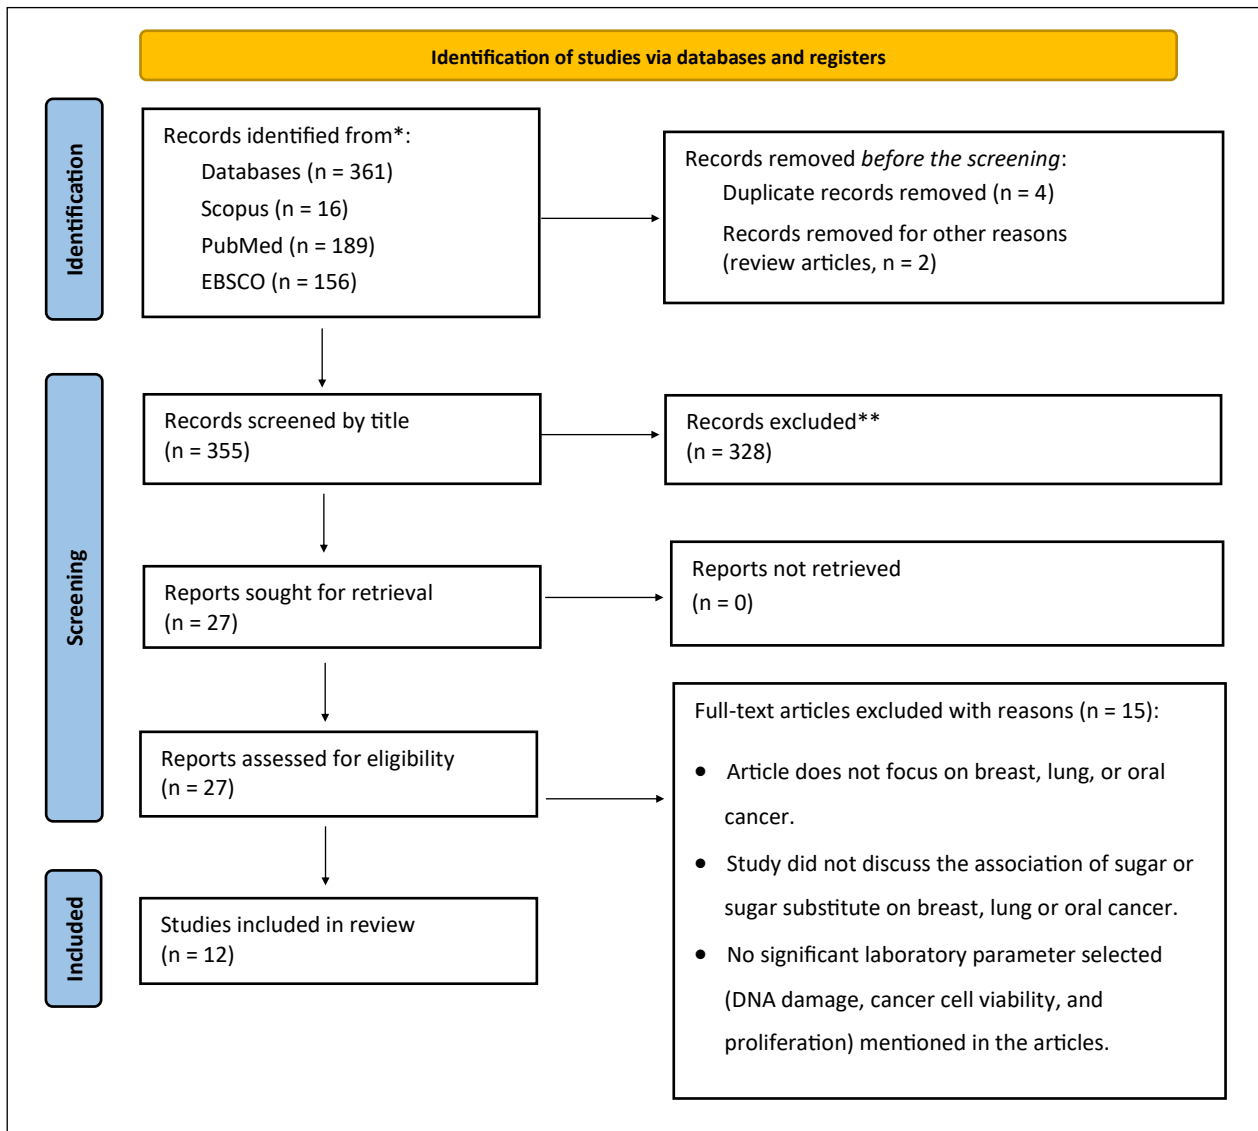 Identification of studies via databases and registers
Identification
Records identified from*:
Databases (n = 361)
Scopus (n = 16)
PubMed (n = 189)
EBSCO (n = 156)
Records removed before the screening:
Duplicate records removed (n = 4)
Records removed for other reasons
(review articles, n = 2)
Screening
Records screened by title
(n = 355)
Records excluded**
(n = 328)
Reports sought for retrieval
(n = 27)
Reports not retrieved
(n = 0)
Reports assessed for eligibility
(n = 27)
Full-text articles excluded with reasons (n = 15):
• Article does not focus on breast, lung, or oral
cancer.
• Study did not discuss the association of sugar or
sugar substitute on breast, lung or oral cancer.
• No significant laboratory parameter selected
(DNA damage, cancer cell viability, and
proliferation) mentioned in the articles.
Included
Studies included in review
(n = 12)